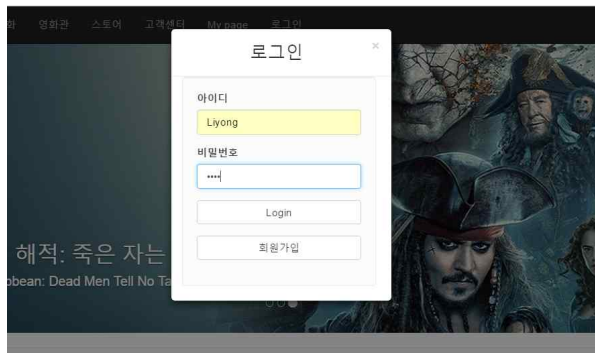 화 영화관 스토어 고객센터 My page 로그인
로그인 ×
아이디
Liyong
비밀번호
Login
회원가입
해적: 죽은 자는
bbean: Dead Men Tell No Ta